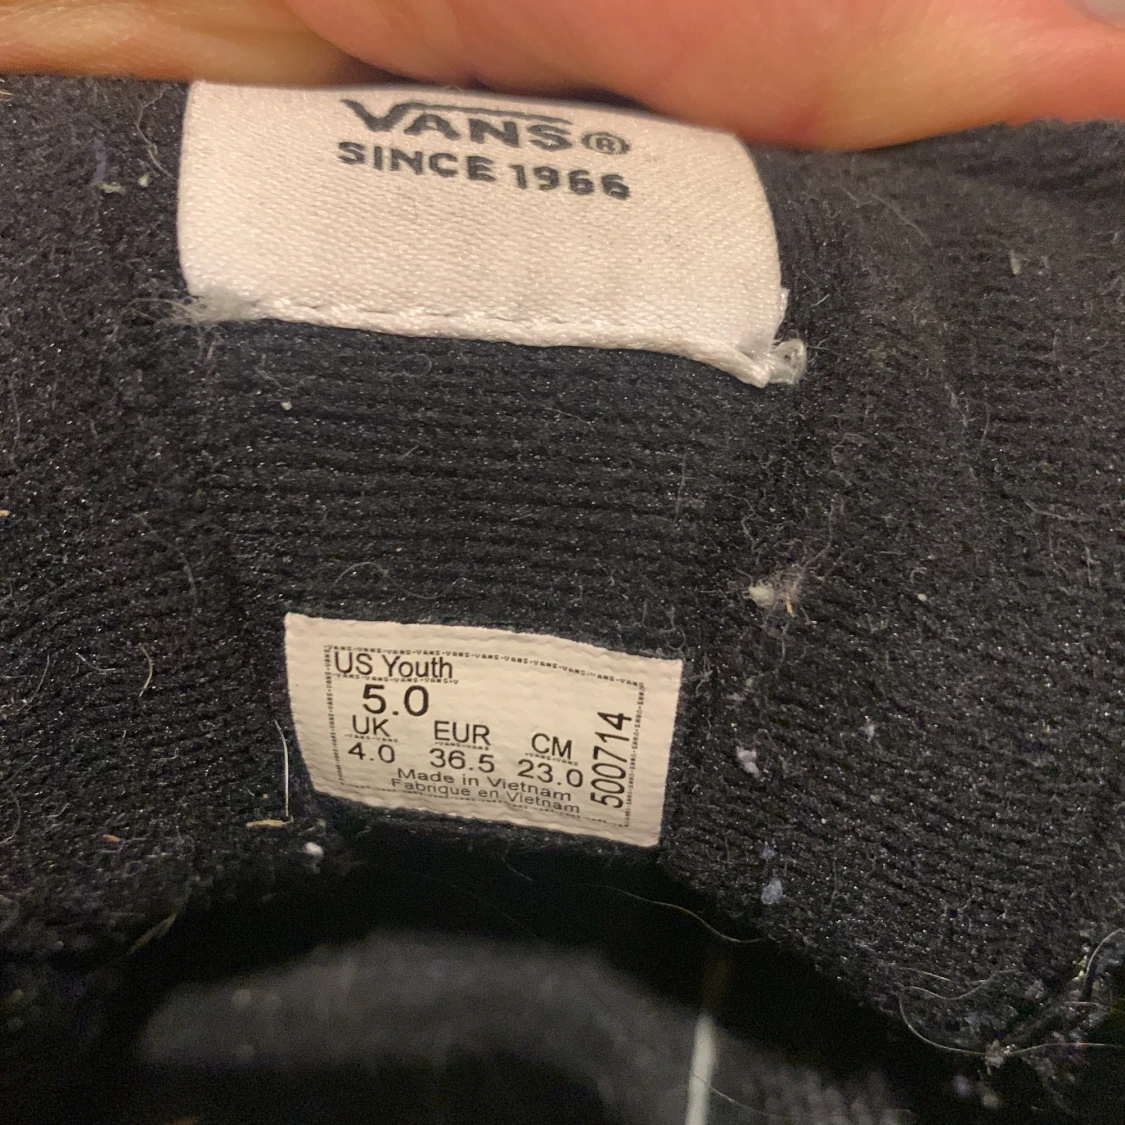 VANS®
SINCE 1966
US Youth
5.0
UK EUR CM
4.0 36.5 23.0
Made in Vietnam
Fabrique en Vietnam
500714